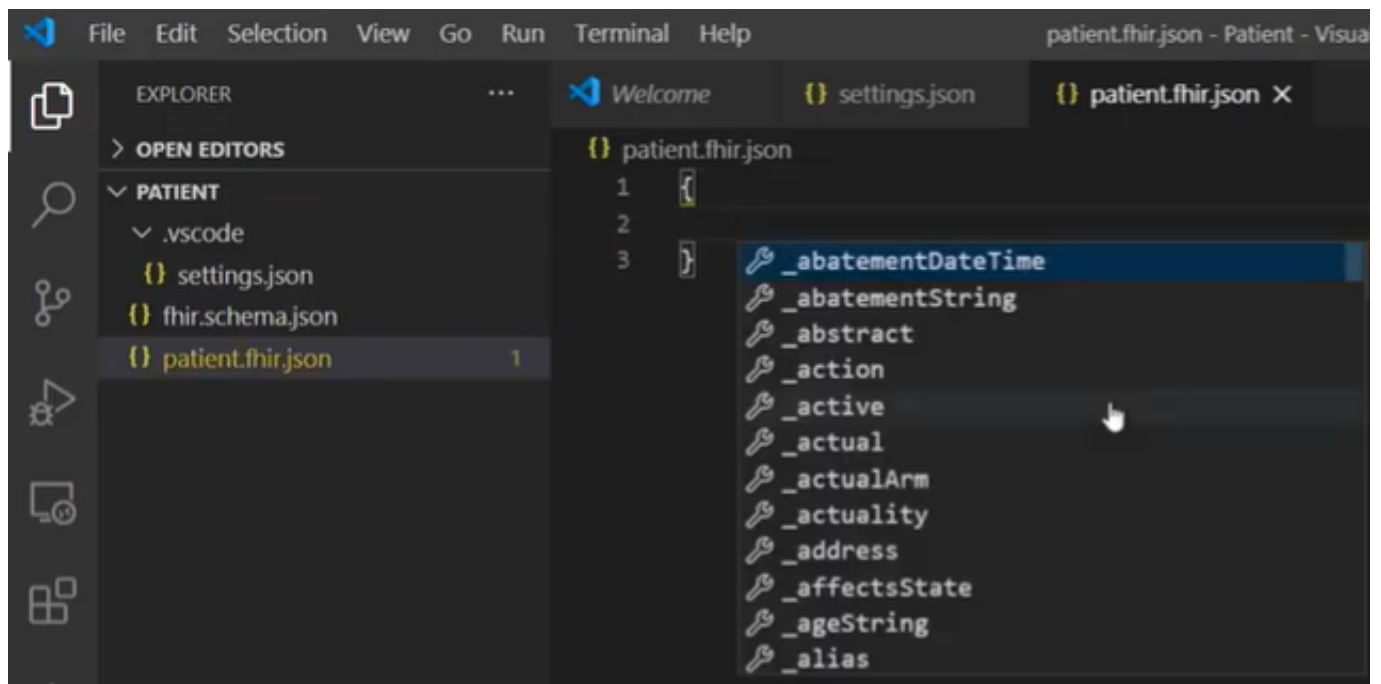 File Edit Selection View Go Run Terminal Help patient.fhir.json - Patient - Visua
EXPLORER ···
OPEN EDITORS
PATIENT
.vscode
{} settings.json
{} fhir.schema.json
{} patient.fhir.json 1
Welcome {} settings.json {} patient.fhir.json ×
{} patient.fhir.json
1 {
2
3 }
_abatementDateTime
_abatementString
_abstract
_action
_active
_actual
_actualArm
_actuality
_address
_affectsState
_ageString
_alias